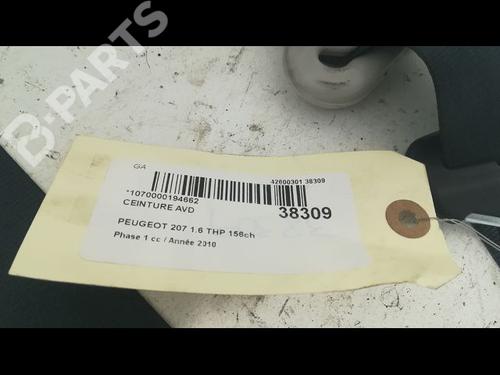 B-PARTS
GA
42600301 38309
*1070000194662
38309
CEINTURE AVD
PEUGEOT 207 1.6 THP 156ch
Phase 1 cc / Année 2010